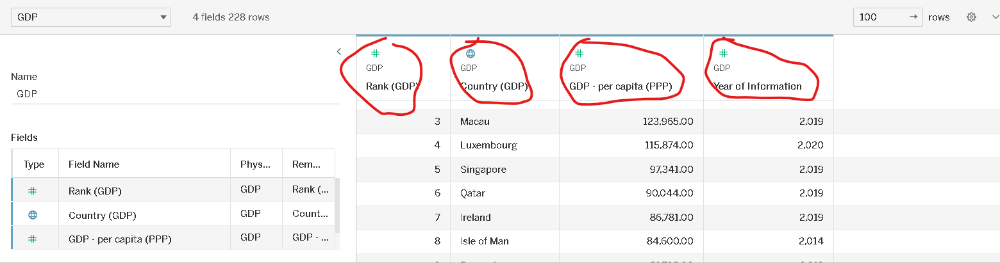 GDP 4 fields 228 rows 100 → rows
Name
GDP
Fields
Type Field Name Phys... Rem...
# Rank (GDP) GDP Rank (...
Country (GDP) GDP Count...
# GDP - per capita (PPP) GDP GDP - ...
# # #
GDP GDP GDP GDP
Rank (GDP) Country (GDP) GDP - per capita (PPP) Year of Information
3 Macau 123,965.00 2,019
4 Luxembourg 115,874.00 2,020
5 Singapore 97,341.00 2,019
6 Qatar 90,044.00 2,019
7 Ireland 86,781.00 2,019
8 Isle of Man 84,600.00 2,014